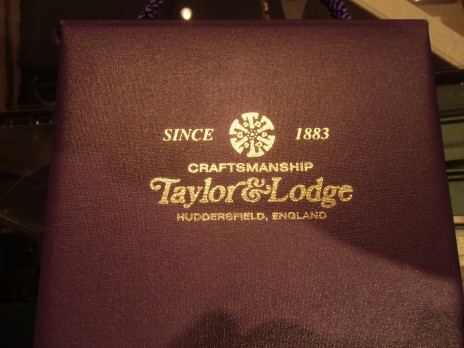 SINCE 1883
CRAFTSMANSHIP
Taylor&Lodge
HUDDERSFIELD, ENGLAND